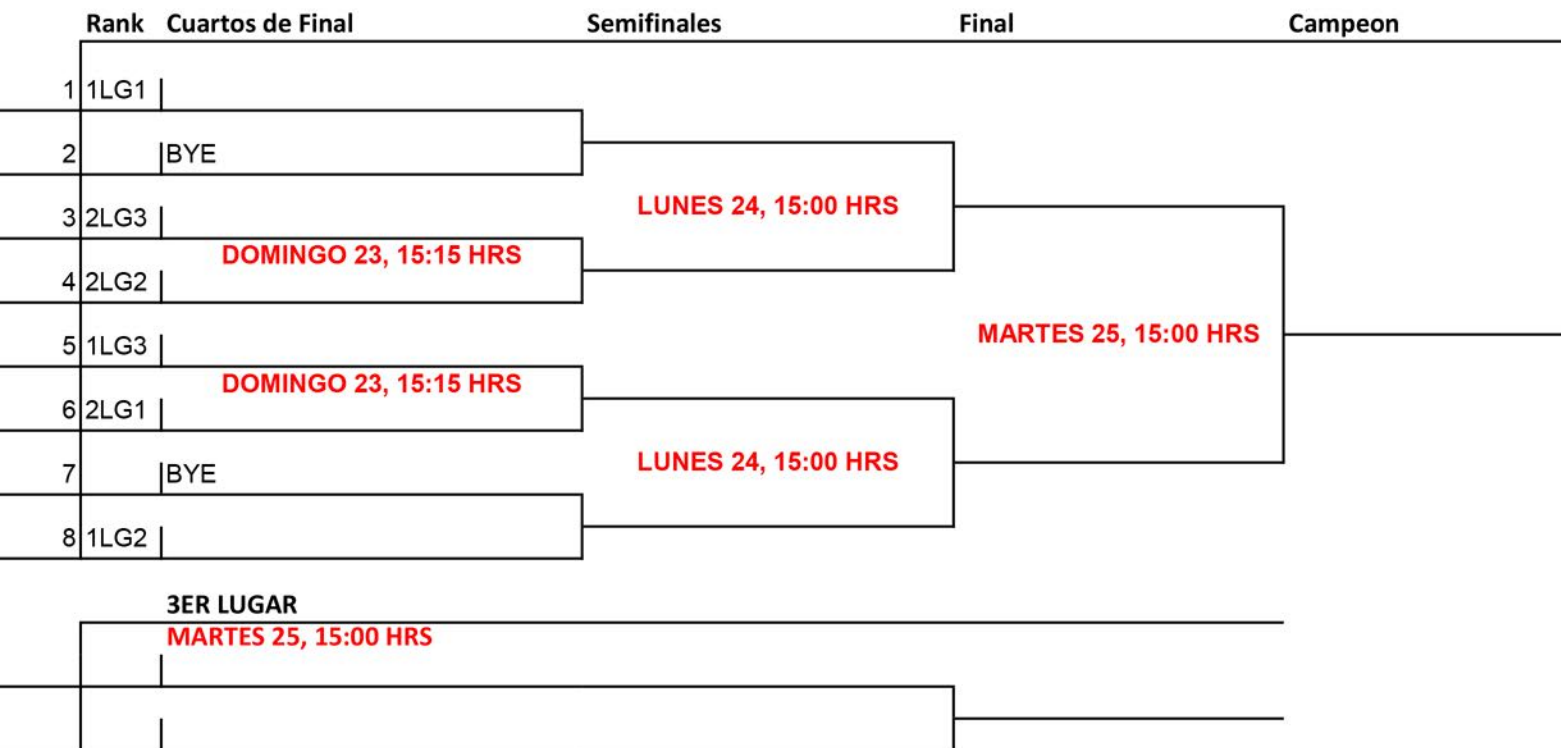 Rank Cuartos de Final Semifinales Final Campeon
1 1LG1
2 BYE
LUNES 24, 15:00 HRS
3 2LG3
DOMINGO 23, 15:15 HRS
4 2LG2
MARTES 25, 15:00 HRS
5 1LG3
DOMINGO 23, 15:15 HRS
6 2LG1
LUNES 24, 15:00 HRS
7 BYE
8 1LG2
3ER LUGAR
MARTES 25, 15:00 HRS